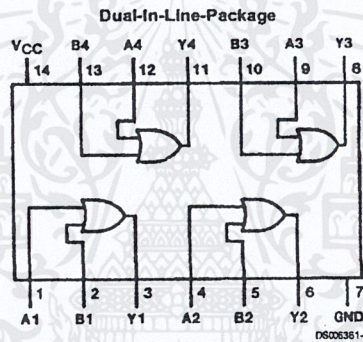 Dual-In-Line-Package
VCC B4 A4 Y4 B3 A3 Y3
14 13 12 11 10 9 8
1 2 3 4 5 6 7
A1 B1 Y1 A2 B2 Y2 GND
DS006361-